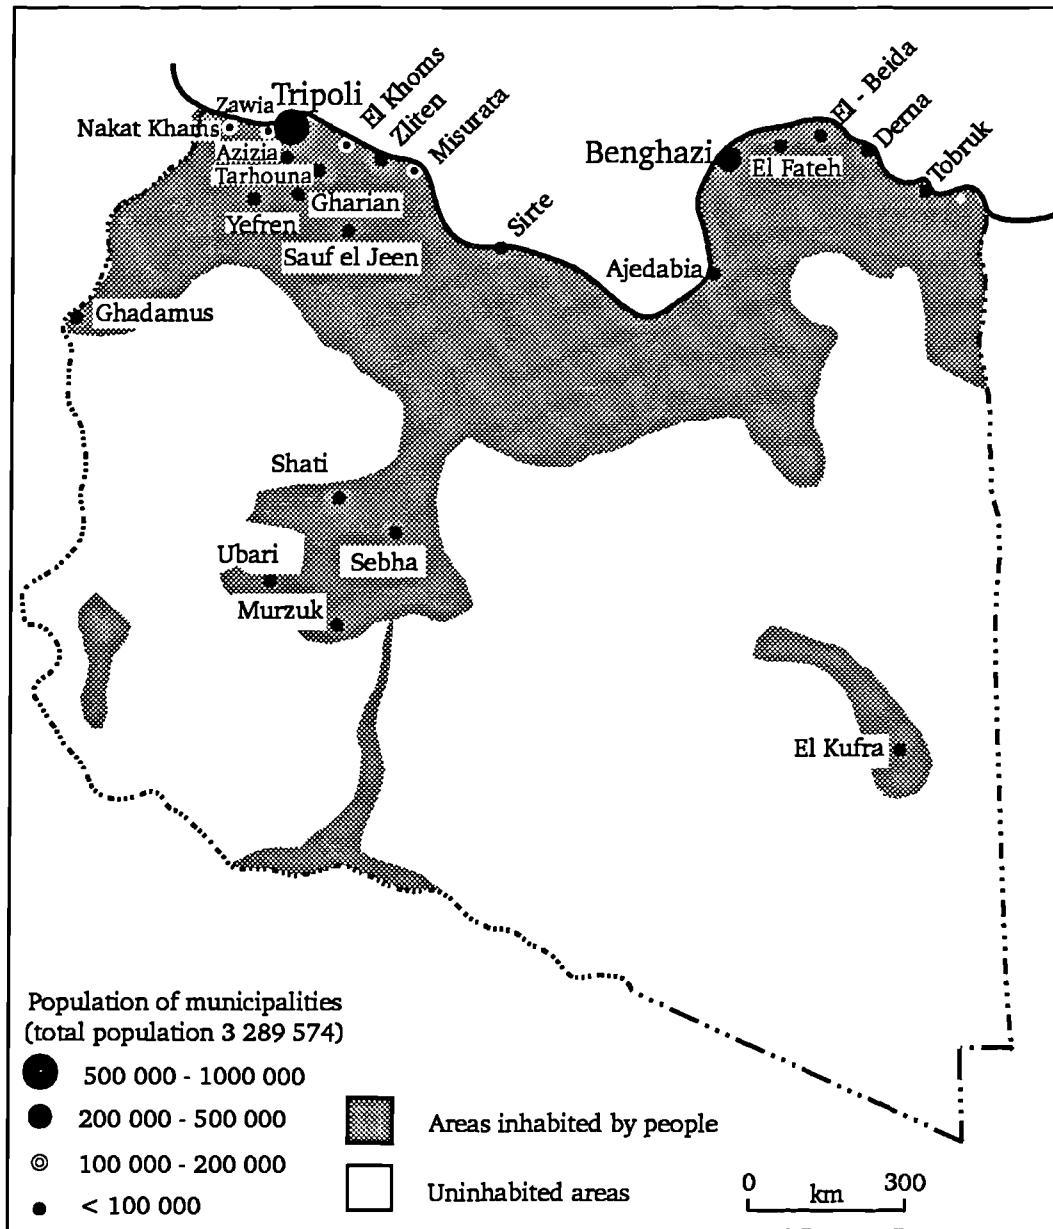 El Khoms
Zliten
Misurata
El - Beida
Derna
Tobruk
Zawia
Tripoli
Nakat Khams
Azizia
Tarhouna
Gharian
Yefren
Sauf el Jeen
Sirte
Benghazi
El Fateh
Ajedabia
Ghadamus
Shati
Sebha
Ubari
Murzuk
El Kufra
Population of municipalities
(total population 3 289 574)
500 000 - 1000 000
200 000 - 500 000
100 000 - 200 000
< 100 000
Areas inhabited by people
Uninhabited areas
0 300
km